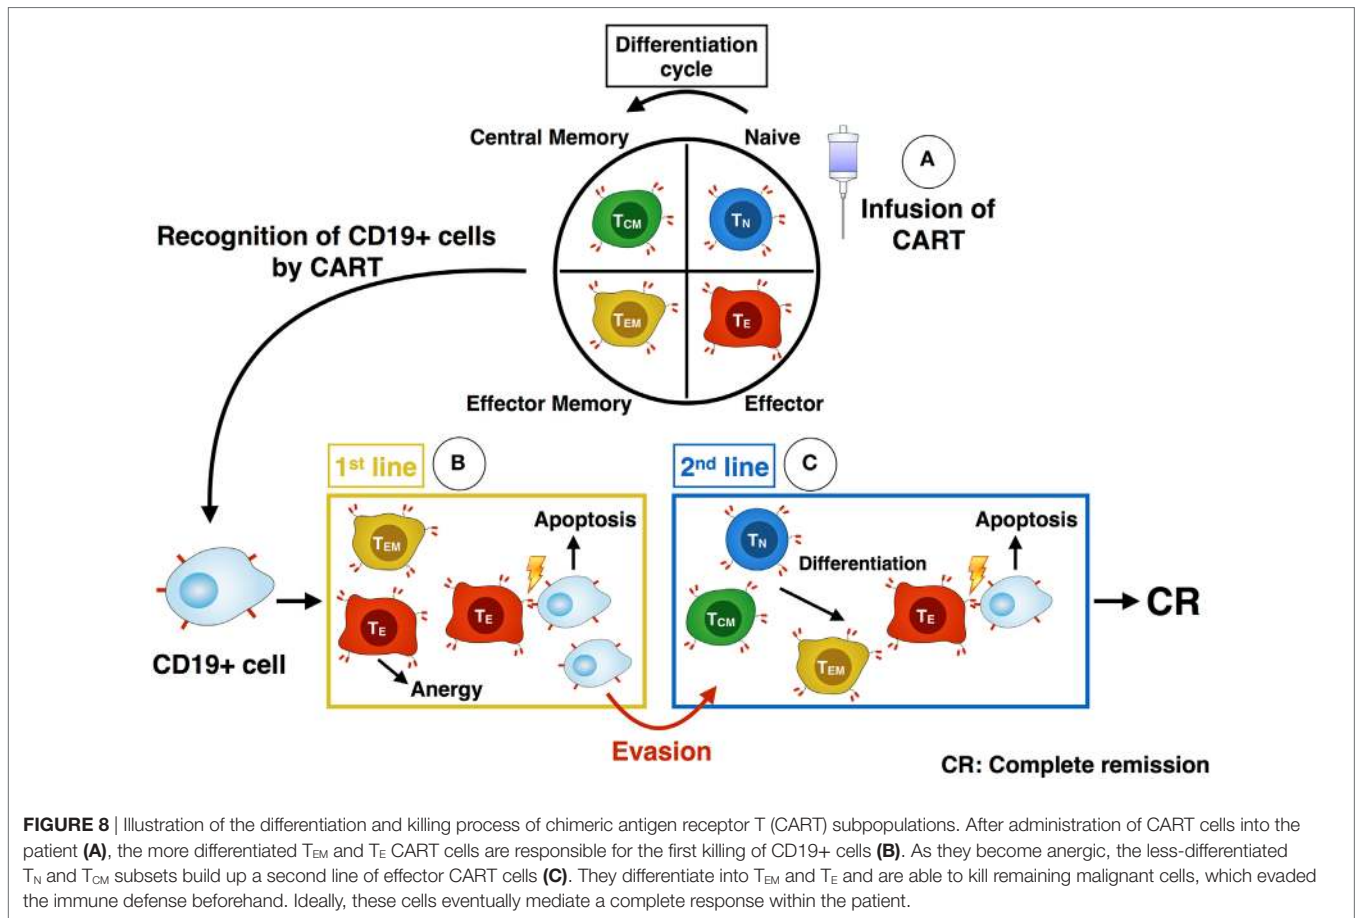 Differentiation
cycle
Central Memory
Naive
A
Infusion of
CART
TCM
TN
Recognition of CD19+ cells
by CART
TEM
TE
Effector Memory
Effector
1st line
B
2nd line
C
TEM
Apoptosis
TN
Differentiation
Apoptosis
TE
TE
TCM
TE
CR
CD19+ cell
Anergy
TEM
Evasion
CR: Complete remission
FIGURE 8 | Illustration of the differentiation and killing process of chimeric antigen receptor T (CART) subpopulations. After administration of CART cells into the
patient (A), the more differentiated TEM and TE CART cells are responsible for the first killing of CD19+ cells (B). As they become anergic, the less-differentiated
TN and TCM subsets build up a second line of effector CART cells (C). They differentiate into TEM and TE and are able to kill remaining malignant cells, which evaded
the immune defense beforehand. Ideally, these cells eventually mediate a complete response within the patient.